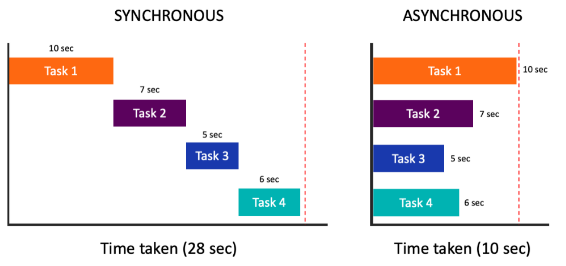 SYNCHRONOUS
10 sec
Task 1
7 sec
Task 2
5 sec
Task 3
6 sec
Task 4
Time taken (28 sec)
ASYNCHRONOUS
Task 1
10 sec
Task 2
7 sec
Task 3
5 sec
Task 4
6 sec
Time taken (10 sec)